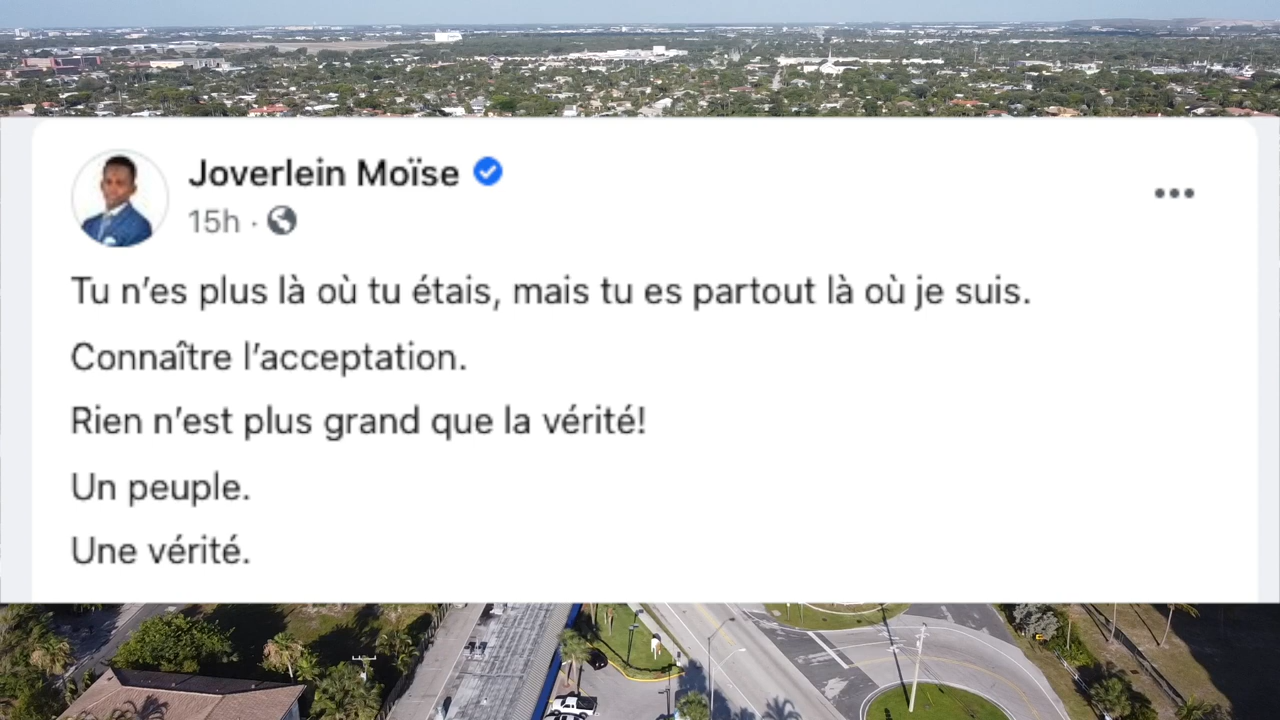 Joverlein Moïse
15h ·
Tu n’es plus là où tu étais, mais tu es partout là où je suis.
Connaître l’acceptation.
Rien n’est plus grand que la vérité!
Un peuple.
Une vérité.